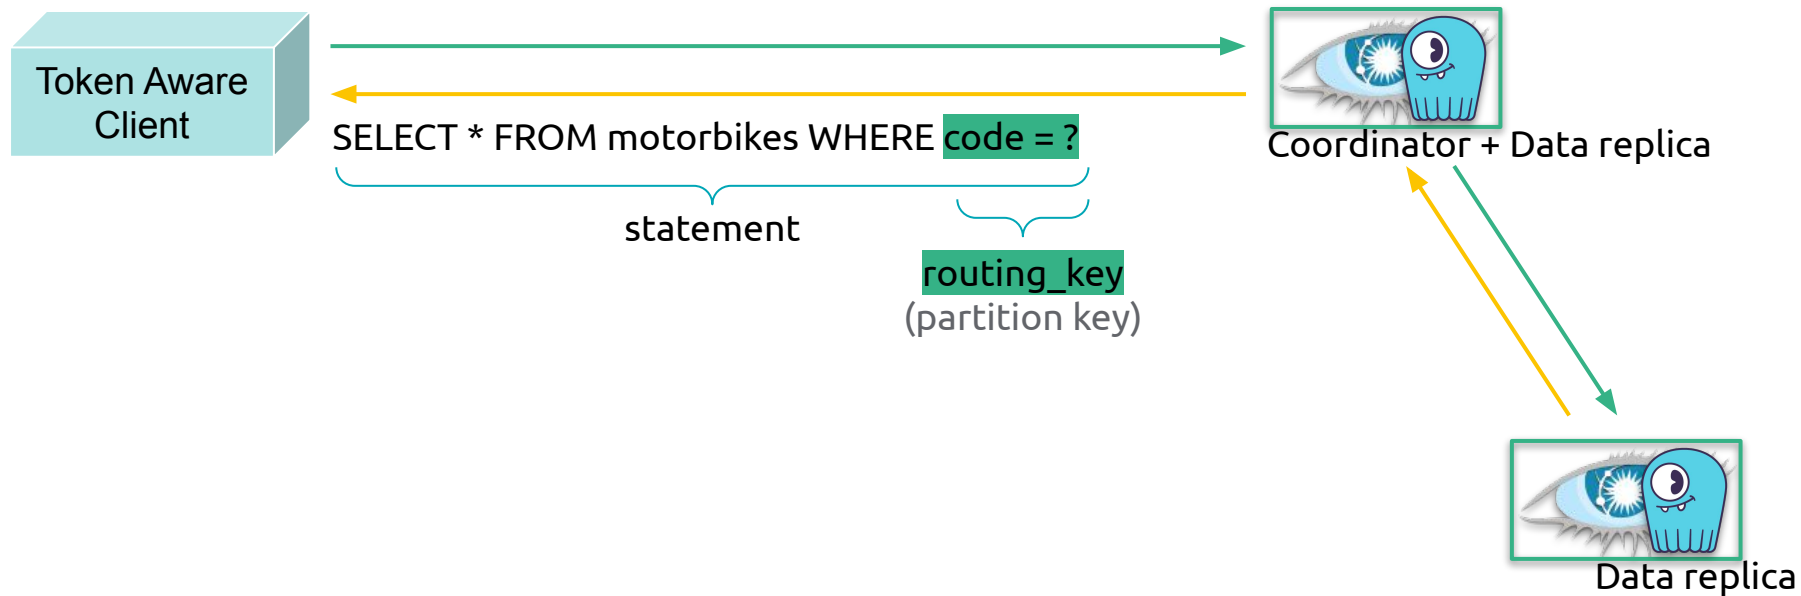 Token Aware
Client
SELECT * FROM motorbikes WHERE code = ?
Coordinator + Data replica
statement
routing_key
(partition key)
Data replica